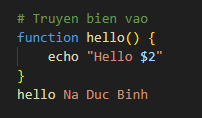 # Truyen bien vao
function hello() {
    echo "Hello $2"
}
hello Na Duc Binh